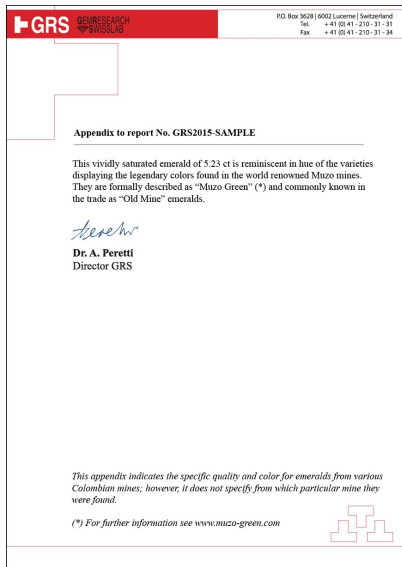 GRS GEMRESEARCH
SWISSLAB
P.O. Box 3628 | 6002 Lucerne | Switzerland
Tel. + 41 (0) 41 - 210 - 31 - 31
Fax + 41 (0) 41 - 210 - 31 - 34
Appendix to report No. GRS2015-SAMPLE
This vividly saturated emerald of 5.23 ct is reminiscent in hue of the varieties
displaying the legendary colors found in the world renowned Muzo mines.
They are formally described as “Muzo Green” (*) and commonly known in
the trade as “Old Mine” emeralds.
Dr. A. Peretti
Director GRS
This appendix indicates the specific quality and color for emeralds from various
Colombian mines; however, it does not specify from which particular mine they
were found.
(*) For further information see www.muzo-green.com